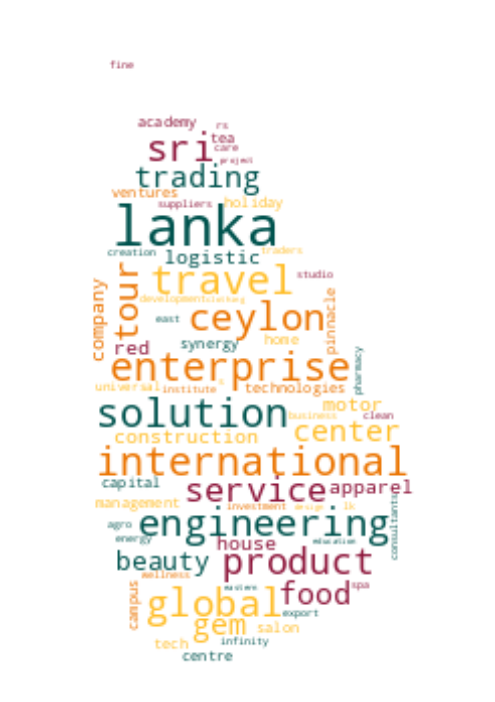 fine
academy rs
tea
sri care
project
trading
ventures
suppliers holiday
lanka
creation traders
logistic
travel studio
tour
company
development clothing
east ceylon
pinnacle
synergy home
red
enterprise
pharmacy
universal institute technologies
motor
solution business clean
construction center
international
capital service apparel
management investment design lk
consultants
agro engineering
energy house education
beauty product
wellness
campus eastern food spa
global export
gem salon
infinity
tech
centre